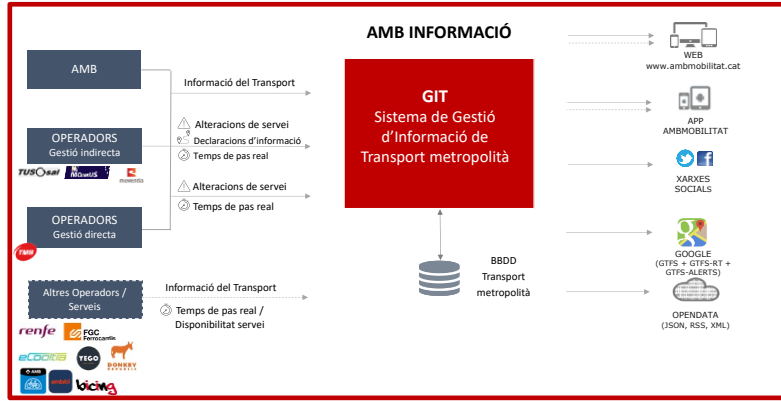 AMB INFORMACIÓ
AMB
Informació del Transport
OPERADORS
Gestió indirecta
Alteracions de servei
Declaracions d'informació
Temps de pas real
TUSGsal
MOhentUS
moventia
OPERADORS
Gestió directa
Alteracions de servei
Temps de pas real
TMB
Altres Operadors /
Serveis
Informació del Transport
Temps de pas real /
Disponibilitat servei
renfe
FGC
Ferrocarrils
eCooltra
YEGO
DONKEY
REPUBLIC
AMB
bicing
GIT
Sistema de Gestió
d'Informació de
Transport metropolità
BBDD
Transport
metropolità
WEB
www.ambmobilitat.cat
APP
AMBMOBILITAT
XARXES
SOCIALS
GOOGLE
(GTFS + GTFS-RT +
GTFS-ALERTS)
OPENDATA
(JSON, RSS, XML)